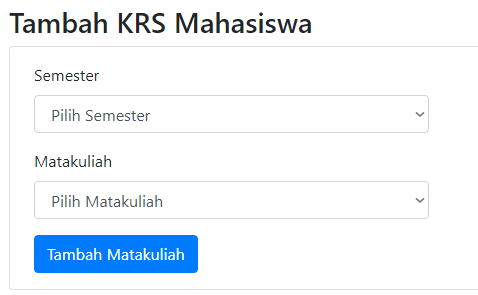 Tambah KRS Mahasiswa
Semester
Pilih Semester
Matakuliah
Pilih Matakuliah
Tambah Matakuliah